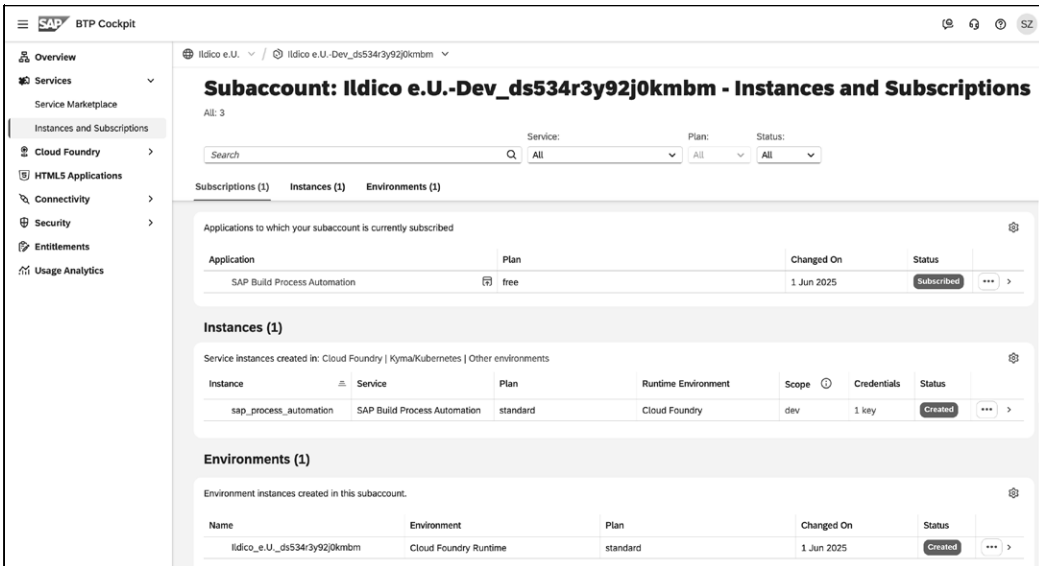 SAP BTP Cockpit
SZ
Overview
Services
Service Marketplace
Instances and Subscriptions
Cloud Foundry
HTML5 Applications
Connectivity
Security
Entitlements
Usage Analytics
Ildico e.U. / Ildico e.U.-Dev_ds534r3y92j0kmbm
Subaccount: Ildico e.U.-Dev_ds534r3y92j0kmbm - Instances and Subscriptions
All: 3
Service: Plan: Status:
Search All All All
Subscriptions (1) Instances (1) Environments (1)
Applications to which your subaccount is currently subscribed
Application Plan Changed On Status
SAP Build Process Automation free 1 Jun 2025 Subscribed
Instances (1)
Service instances created in: Cloud Foundry | Kyma/Kubernetes | Other environments
Instance Service Plan Runtime Environment Scope Credentials Status
sap_process_automation SAP Build Process Automation standard Cloud Foundry dev 1 key Created
Environments (1)
Environment instances created in this subaccount.
Name Environment Plan Changed On Status
Ildico_e.U._ds534r3y92j0kmbm Cloud Foundry Runtime standard 1 Jun 2025 Created